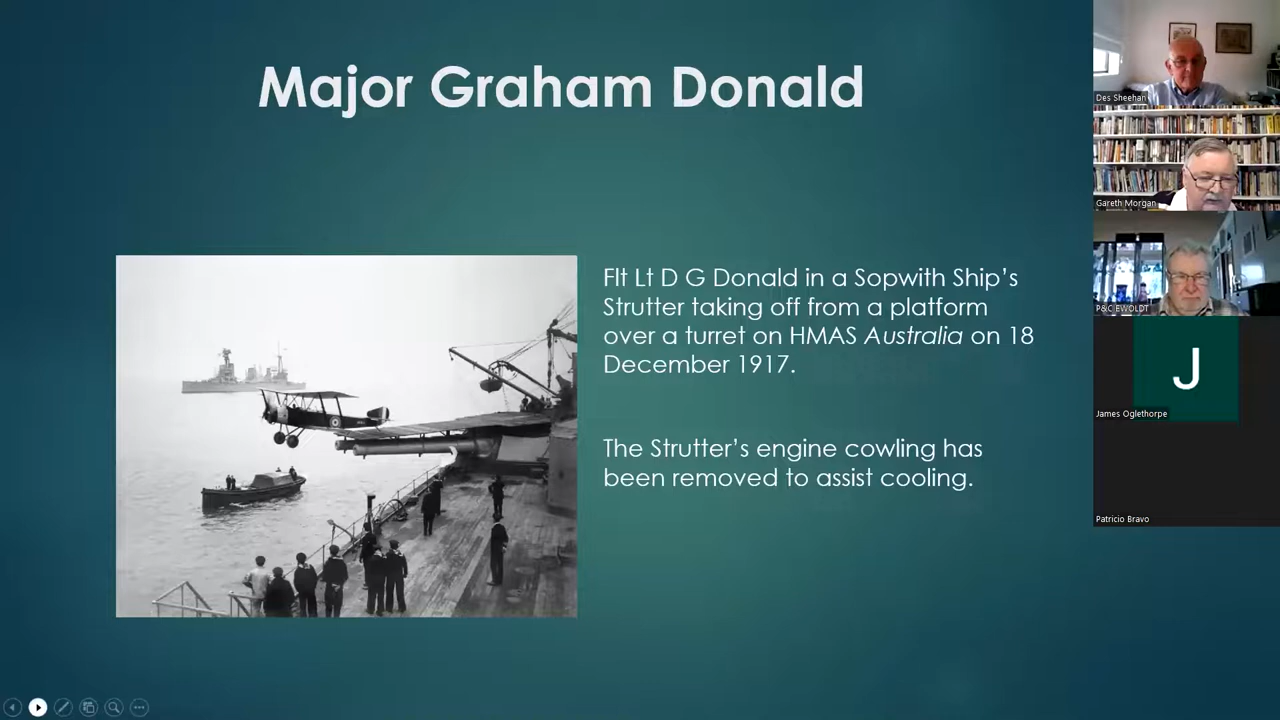 Major Graham Donald
Flt Lt D G Donald in a Sopwith Ship's
Strutter taking off from a platform
over a turret on HMAS Australia on 18
December 1917.
The Strutter's engine cowling has
been removed to assist cooling.
Des Sheehan
Gareth Morgan
P&C EWOLDT
J
James Oglethorpe
Patricio Bravo